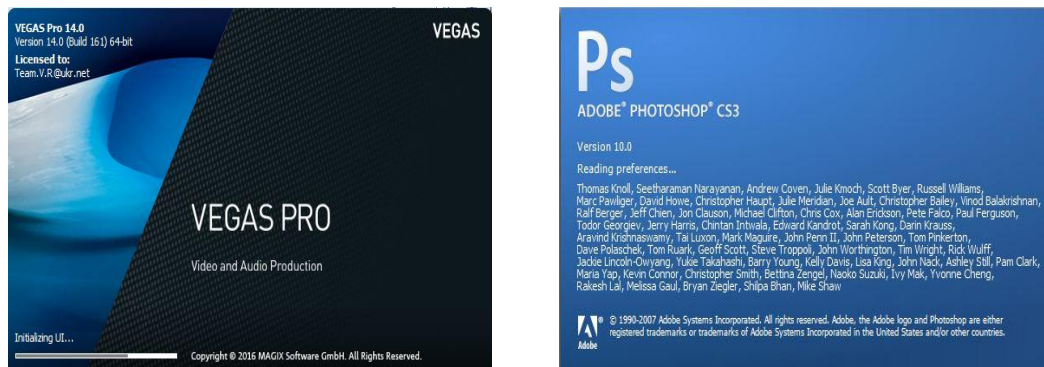 VEGAS Pro 14.0
Version 14.0 (Build 161) 64-bit
Licensed to:
Team.V.R@ukr.net
VEGAS
VEGAS PRO
Video and Audio Production
Initializing UI...
Copyright © 2016 MAGIX Software GmbH. All Rights Reserved.
Ps
ADOBE® PHOTOSHOP® CS3
Version 10.0
Reading preferences...
Thomas Knoll, Seetharaman Narayanan, Andrew Coven, Julie Kmoch, Scott Byer, Russell Williams,
Marc Pawliger, David Howe, Christopher Haupt, Julie Meridian, Joe Ault, Christopher Bailey, Vinod Balakrishnan,
Ralf Berger, Jeff Chien, Jon Clauson, Michael Clifton, Chris Cox, Alan Erickson, Pete Falco, Paul Ferguson,
Todor Georgiev, Jerry Harris, Chintan Intwala, Edward Kandrot, Sarah Kong, Darin Krauss,
Aravind Krishnaswamy, Tai Luxon, Mark Maguire, John Penn II, John Peterson, Tom Pinkerton,
Dave Polaschek, Tom Ruark, Geoff Scott, Steve Troppoli, John Worthington, Tim Wright, Rick Wulff,
Jackie Lincoln-Owyang, Yukie Takahashi, Barry Young, Kelly Davis, Lisa King, John Nack, Ashley Still, Pam Clark,
Maria Yap, Kevin Connor, Christopher Smith, Bettina Zengel, Naoko Suzuki, Ivy Mak, Yvonne Cheng,
Rakesh Lal, Melissa Gaul, Bryan Ziegler, Shilpa Bhan, Mike Shaw
© 1990-2007 Adobe Systems Incorporated. All rights reserved. Adobe, the Adobe logo and Photoshop are either
registered trademarks or trademarks of Adobe Systems Incorporated in the United States and/or other countries.
Adobe